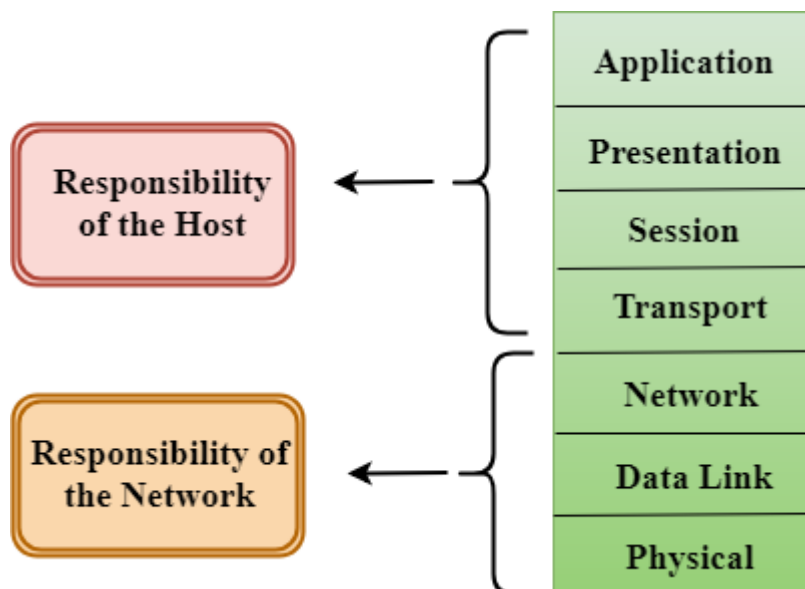 Application
Presentation
Session
Transport
Network
Data Link
Physical
Responsibility
of the Host
Responsibility of
the Network